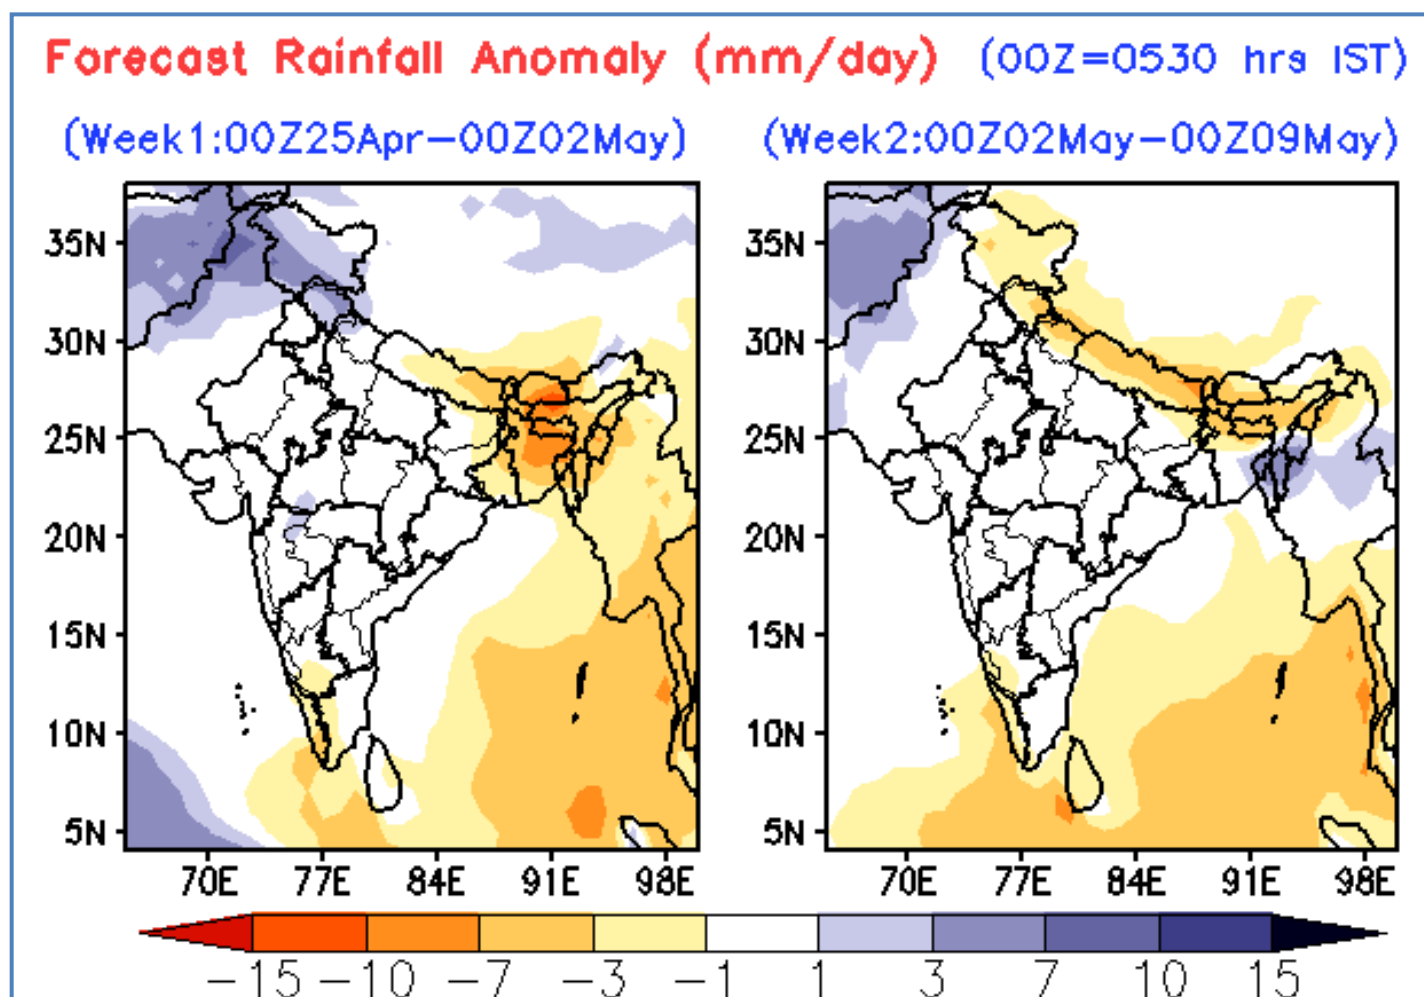 Forecast Rainfall Anomaly (mm/day) (00Z=0530 hrs IST)
(Week1:00Z25Apr−00Z02May) (Week2:00Z02May−00Z09May)
35N 35N
30N 30N
25N 25N
20N 20N
15N 15N
10N 10N
5N 5N
70E 77E 84E 91E 98E 70E 77E 84E 91E 98E
−15 −10 −7 −3 −1 1 3 7 10 15